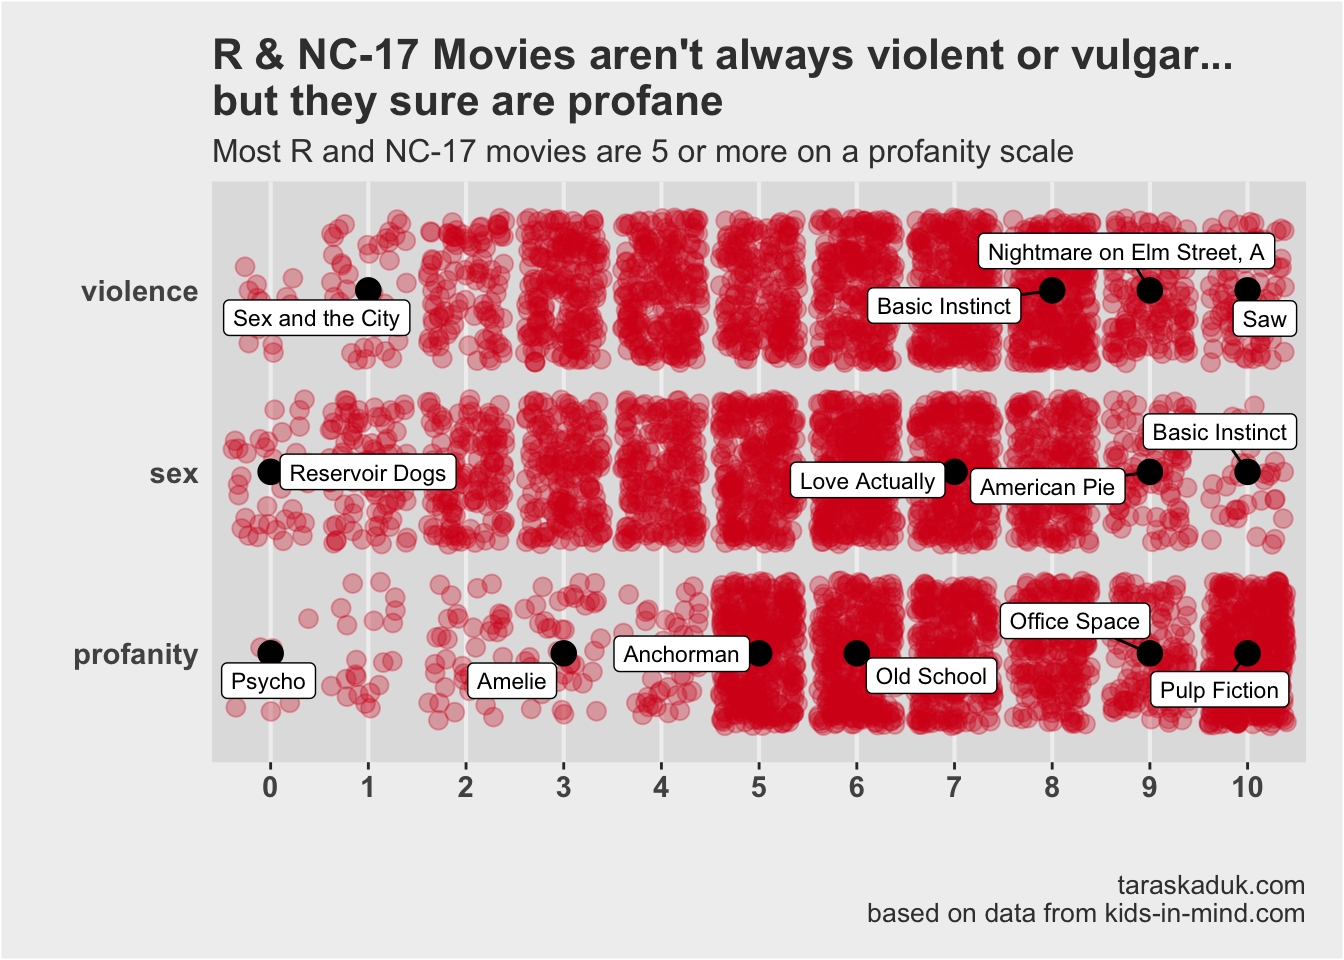 R & NC-17 Movies aren't always violent or vulgar...
but they sure are profane
Most R and NC-17 movies are 5 or more on a profanity scale
violence
Nightmare on Elm Street, A
Basic Instinct
Sex and the City
Saw
sex
Basic Instinct
Reservoir Dogs
Love Actually
American Pie
profanity
Office Space
Anchorman
Psycho
Amelie
Old School
Pulp Fiction
0 1 2 3 4 5 6 7 8 9 10
taraskaduk.com
based on data from kids-in-mind.com